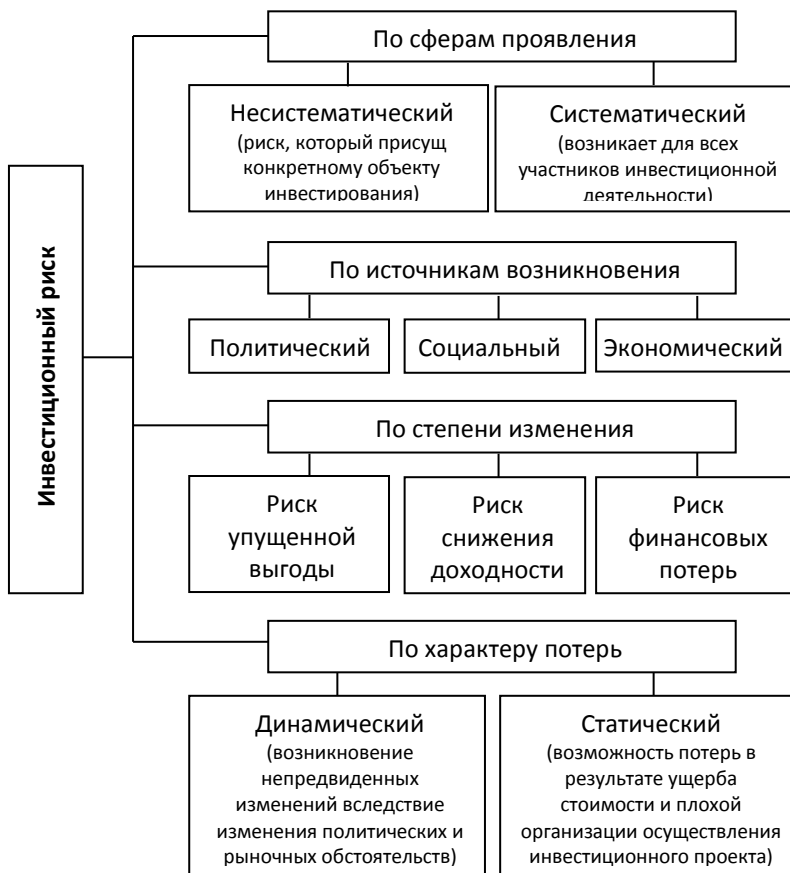 По сферам проявления
Несистематический
(риск, который присущ
конкретному объекту
инвестирования)
Систематический
(возникает для всех
участников инвестиционной
деятельности)
Инвестиционный риск
По источникам возникновения
Политический
Социальный
Экономический
По степени изменения
Риск
упущенной
выгоды
Риск
снижения
доходности
Риск
финансовых
потерь
По характеру потерь
Динамический
(возникновение
непредвиденных
изменений вследствие
изменения политических и
рыночных обстоятельств)
Статический
(возможность потерь в
результате ущерба
стоимости и плохой
организации осуществления
инвестиционного проекта)